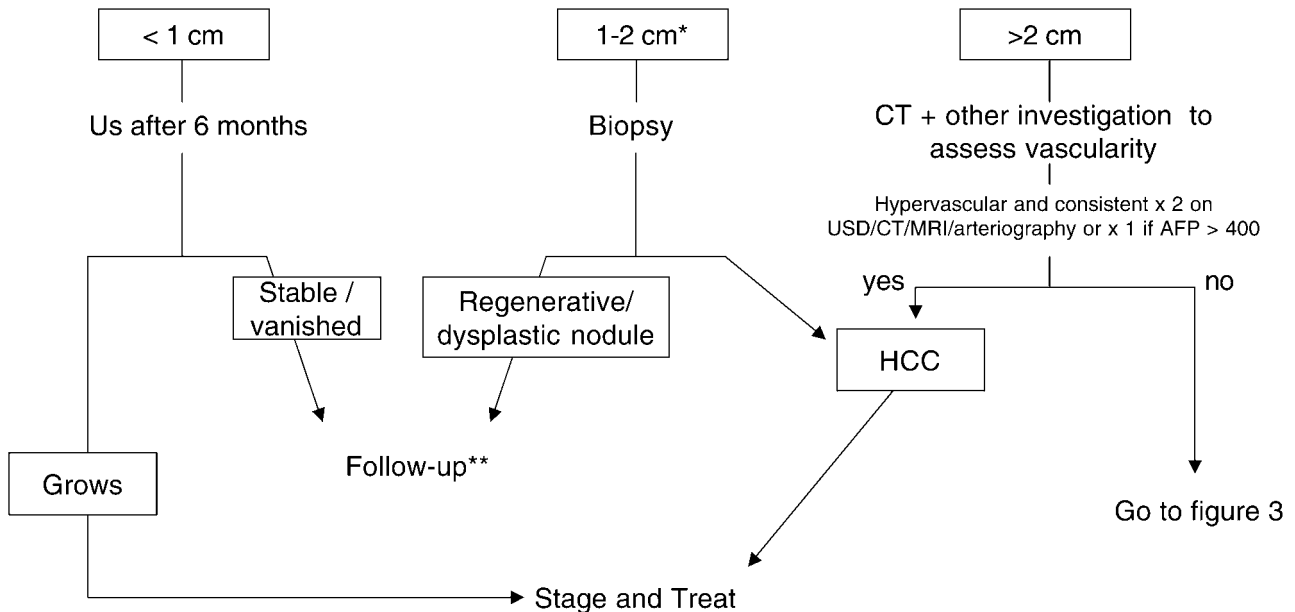 < 1 cm
1-2 cm*
>2 cm
Us after 6 months
Biopsy
CT + other investigation to
assess vascularity
Hypervascular and consistent x 2 on
USD/CT/MRI/arteriography or x 1 if AFP > 400
yes
no
Stable /
vanished
Regenerative/
dysplastic nodule
HCC
Grows
Follow-up**
Go to figure 3
Stage and Treat